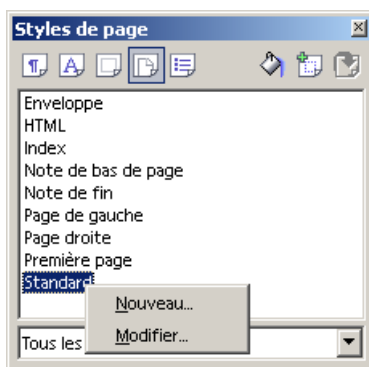 Styles de page
Enveloppe
HTML
Index
Note de bas de page
Note de fin
Page de gauche
Page droite
Première page
Standard
Nouveau...
Modifier...
Tous les